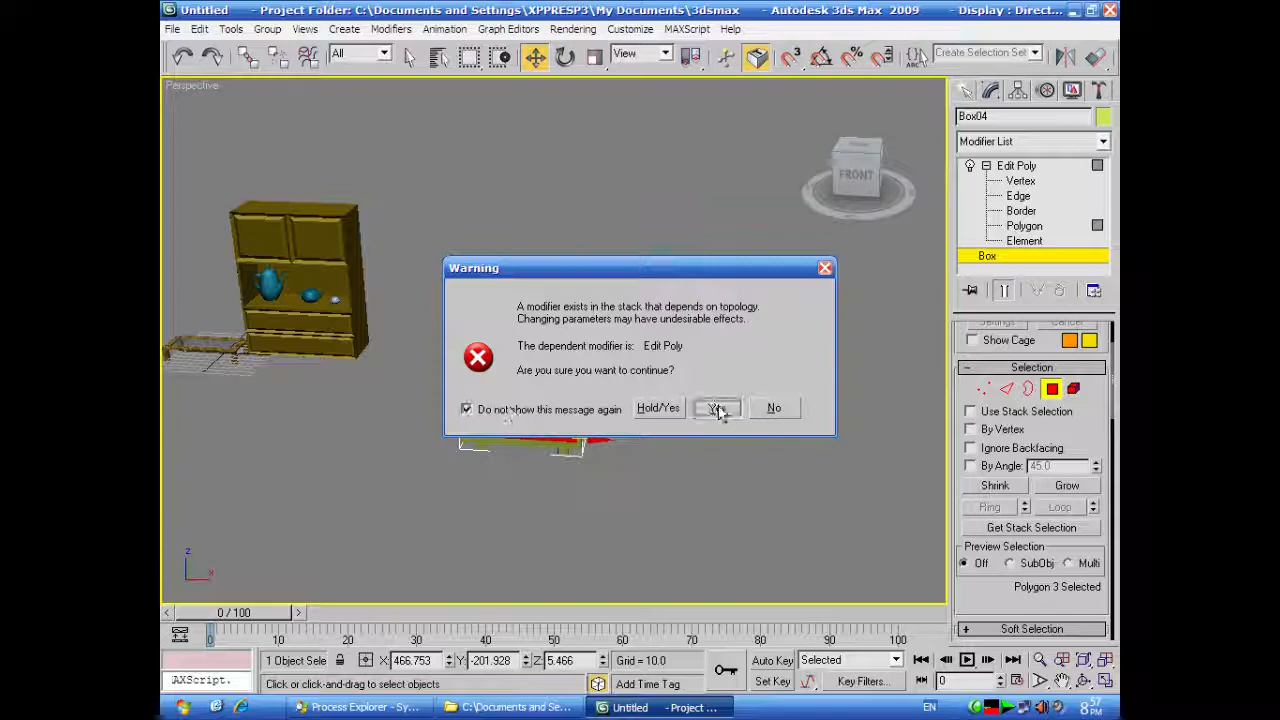 Untitled - Project Folder: C:\Documents and Settings\XPPRESP3\My Documents\3dsmax - Autodesk 3ds Max 2009 - Display : Direct...
File Edit Tools Group Views Create Modifiers Animation Graph Editors Rendering Customize MAXScript Help
All
View
3
%
ABC
Create Selection Set
Perspective
FRONT
Box04
Modifier List
Edit Poly
Vertex
Edge
Border
Polygon
Element
Box
Warning
A modifier exists in the stack that depends on topology.
Changing parameters may have undesirable effects.
The dependent modifier is: Edit Poly
Are you sure you want to continue?
Do not show this message again
Hold/Yes
No
Settings
Cancel
Show Cage
Selection
Use Stack Selection
By Vertex
Ignore Backfacing
By Angle: 45.0
Shrink
Grow
Ring
Loop
Get Stack Selection
Preview Selection
Off SubObj Multi
Polygon 3 Selected
Soft Selection
z
x
0 / 100
0 10 20 30 40 50 60 70 80 90 100
1 Object Sele
X: 466.753
Y: -201.928
Z: 5.466
Grid = 10.0
Auto Key
Selected
AXScript.
Click or click-and-drag to select objects
Add Time Tag
Set Key
Key Filters...
0
Process Explorer - Sy...
C:\Documents and Se...
Untitled - Project ...
EN
8:57
PM